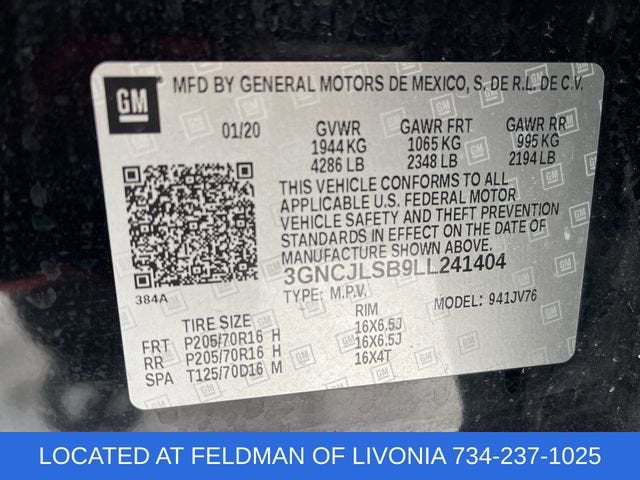 GM MFD BY GENERAL MOTORS DE MEXICO, S. DE R.L. DE C.V.
01/20 GVWR GAWR FRT GAWR RR
1944 KG 1065 KG 995 KG
4286 LB 2348 LB 2194 LB
THIS VEHICLE CONFORMS TO ALL
APPLICABLE U.S. FEDERAL MOTOR
VEHICLE SAFETY AND THEFT PREVENTION
STANDARDS IN EFFECT ON THE DATE OF
MANUFACTURE SHOWN ABOVE.
384A 3GNCJLSB9LL241404
TYPE: M.P.V. MODEL: 941JV76
TIRE SIZE RIM
FRT P205/70R16 H 16X6.5J
RR P205/70R16 H 16X6.5J
SPA T125/70D16 M 16X4T
LOCATED AT FELDMAN OF LIVONIA 734-237-1025